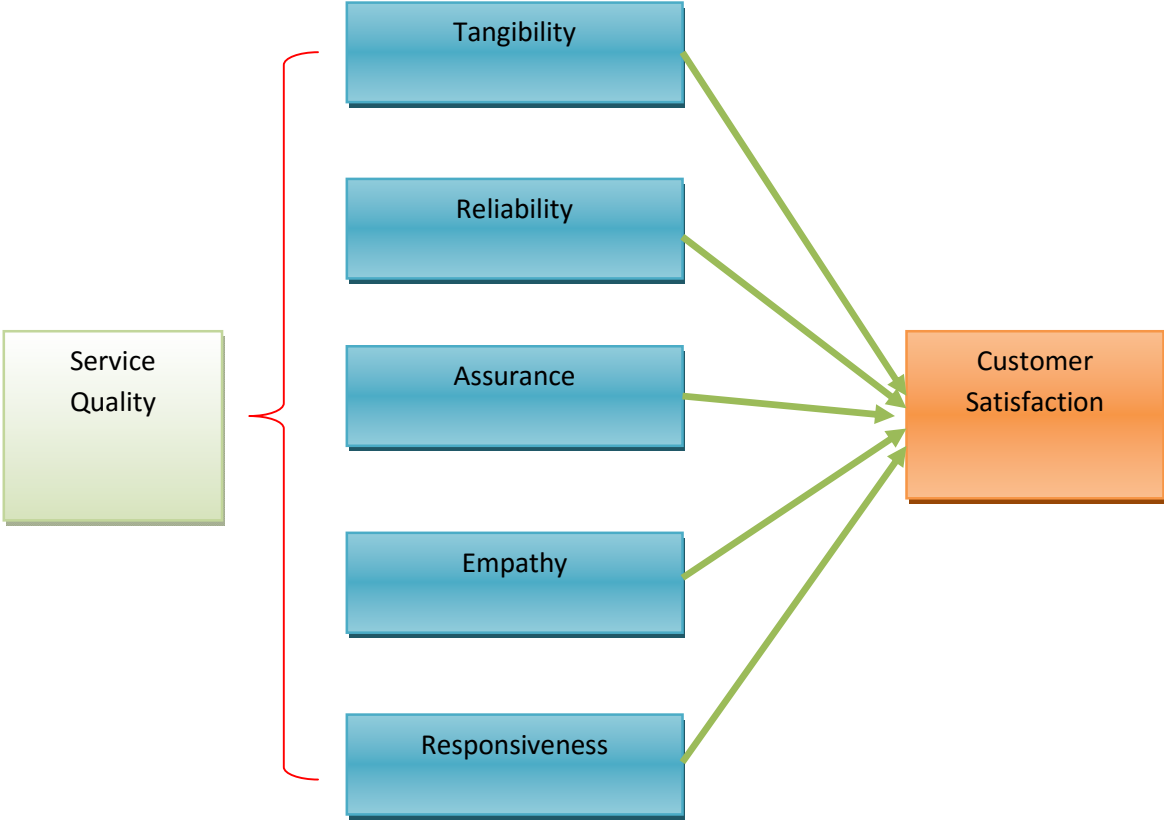 Tangibility
Reliability
Service
Quality
Assurance
Customer
Satisfaction
Empathy
Responsiveness